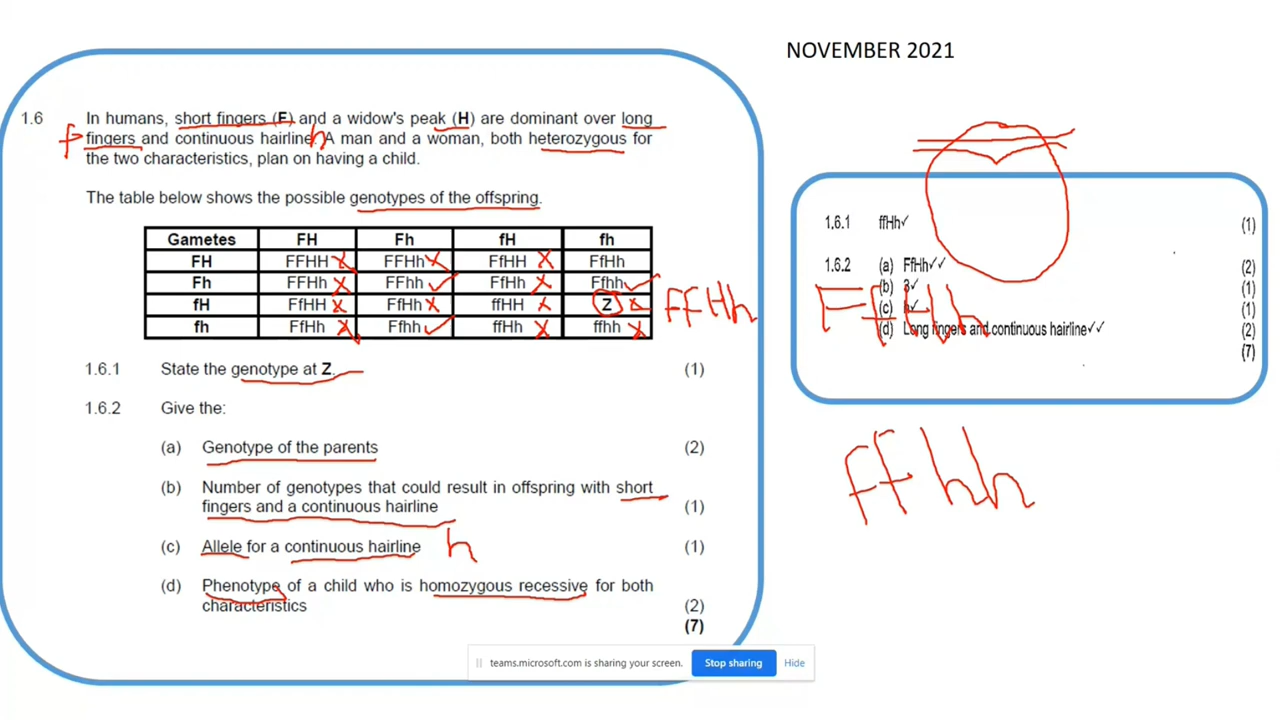 NOVEMBER 2021
1.6 In humans, short fingers (F) and a widow's peak (H) are dominant over long
f fingers and continuous hairline. h A man and a woman, both heterozygous for
the two characteristics, plan on having a child.
The table below shows the possible genotypes of the offspring.
Gametes FH Fh fH fh
FH FFHH FFHh FfHH FfHh
Fh FFHh FFhh FfHh Ffhh
fH FfHH FfHh ffHH Z
fh FfHh Ffhh ffHh ffhh
FfHh
1.6.1 State the genotype at Z. (1)
1.6.2 Give the:
(a) Genotype of the parents (2)
(b) Number of genotypes that could result in offspring with short
fingers and a continuous hairline (1)
(c) Allele for a continuous hairline h (1)
(d) Phenotype of a child who is homozygous recessive for both
characteristics (2)
(7)
1.6.1 ffHh✓ (1)
1.6.2 (a) FfHh✓✓ (2)
(b) 3✓ (1)
(c) h✓ (1)
(d) Long fingers and continuous hairline✓✓ (2)
(7)
FfHh
ffhh
teams.microsoft.com is sharing your screen. Stop sharing Hide